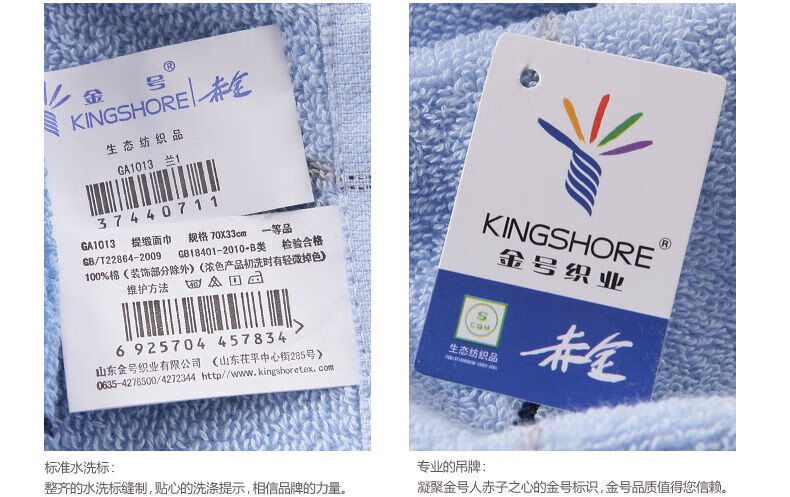 金号®
KINGSHORE 赤金
生态纺织品
GA1013 兰1
37440711
GA1013 提缎面巾 规格70X33cm 一等品
GB/T22864-2009 GB18401-2010·B类 检验合格
100%棉（装饰部分除外）（浓色产品初洗时有轻微掉色）
维护方法
6 925704 457834 >
山东金号织业有限公司 （山东茌平中心街285号）
0635-4276500/4272344 http://www.kingshoretex.com
标准水洗标：
整齐的水洗标缝制，贴心的洗涤提示，相信品牌的力量。
KINGSHORE®
金号织业
S
CQM
生态纺织品
赤金
专业的吊牌：
凝聚金号人赤子之心的金号标识，金号品质值得您信赖。